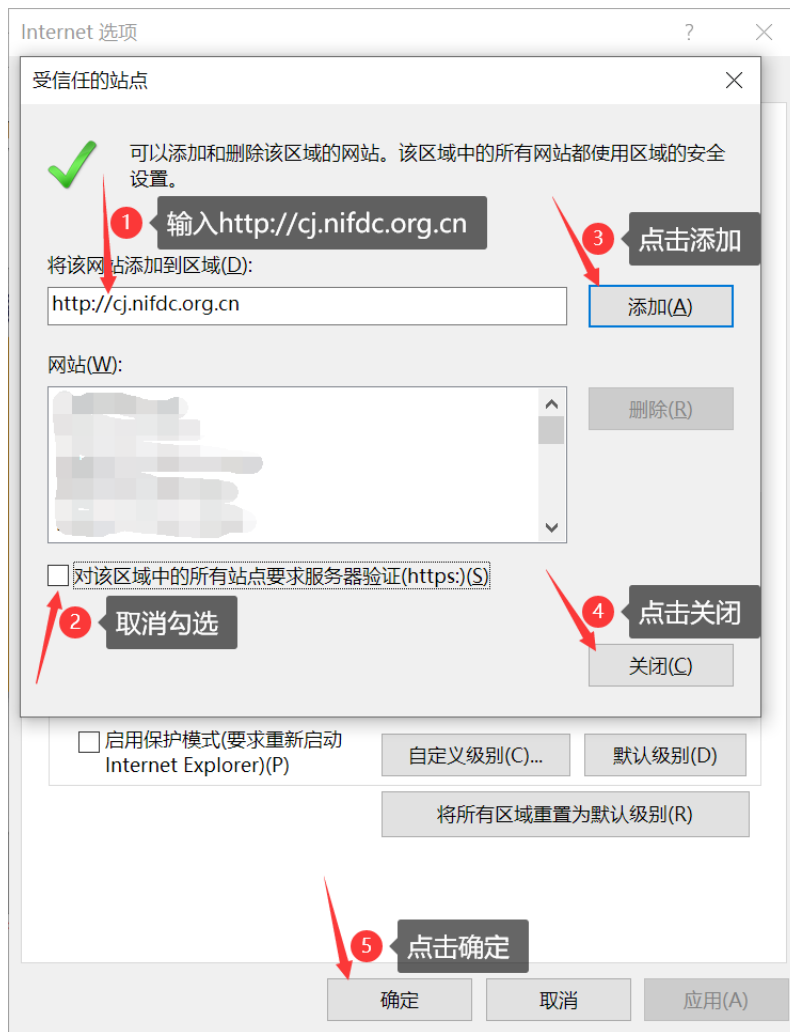 Internet 选项
?
受信任的站点
可以添加和删除该区域的网站。该区域中的所有网站都使用区域的安全
设置。
1
输入http://cj.nifdc.org.cn
3
点击添加
将该网站添加到区域(D):
http://cj.nifdc.org.cn
添加(A)
网站(W):
删除(R)
对该区域中的所有站点要求服务器验证(https:)(S)
2
取消勾选
4
点击关闭
关闭(C)
启用保护模式(要求重新启动
Internet Explorer)(P)
自定义级别(C)...
默认级别(D)
将所有区域重置为默认级别(R)
5
点击确定
确定
取消
应用(A)